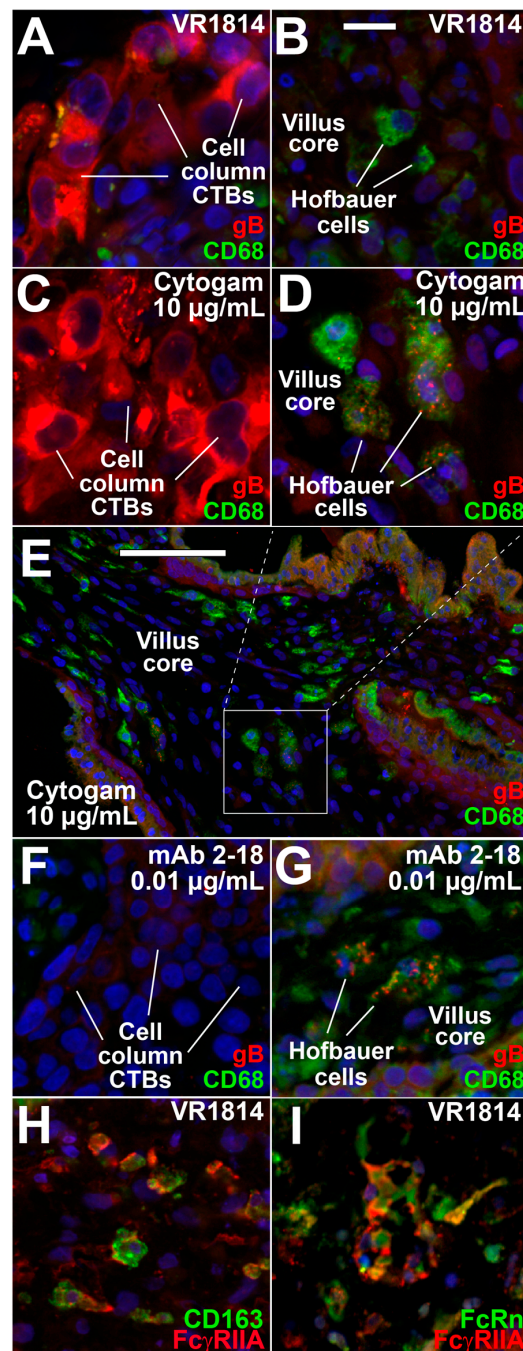 A
VR1814
Cell
column
CTBs
gB
CD68
B
VR1814
Villus
core
Hofbauer
cells
gB
CD68
C
Cytogam
10 µg/mL
Cell
column
CTBs
gB
CD68
D
Cytogam
10 µg/mL
Villus
core
Hofbauer
cells
gB
CD68
E
Villus
core
Cytogam
10 µg/mL
gB
CD68
F
mAb 2-18
0.01 µg/mL
Cell
column
CTBs
gB
CD68
G
mAb 2-18
0.01 µg/mL
Villus
core
Hofbauer
cells
gB
CD68
H
VR1814
CD163
FcγRIIA
I
VR1814
FcRn
FcγRIIA